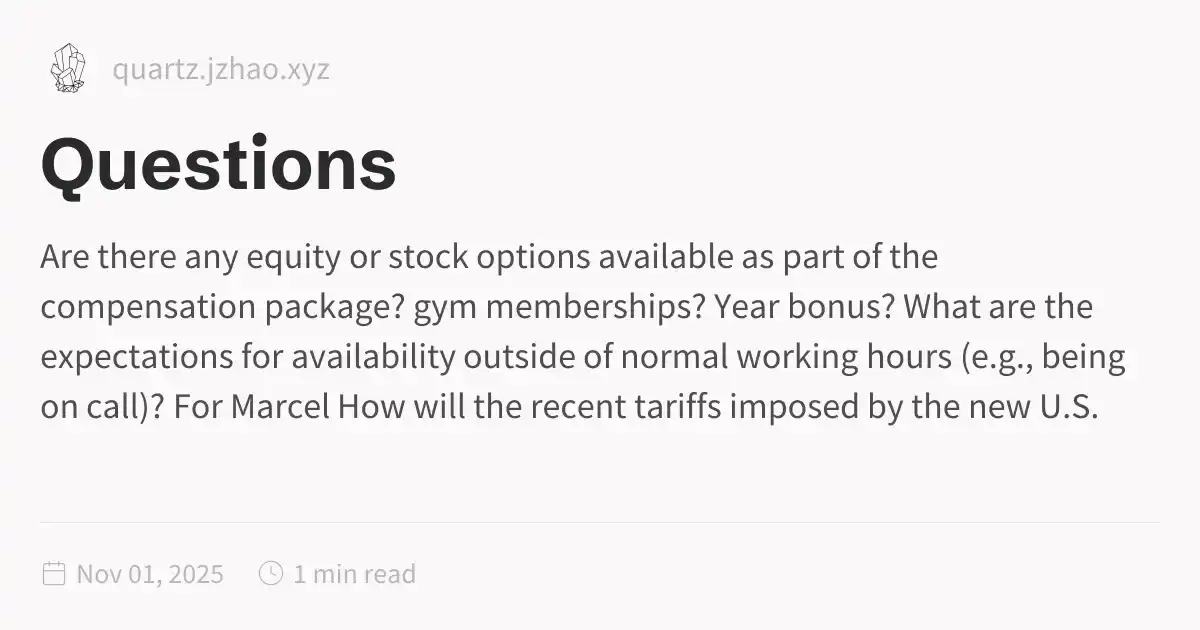 quartz.jzhao.xyz
Questions
Are there any equity or stock options available as part of the
compensation package? gym memberships? Year bonus? What are the
expectations for availability outside of normal working hours (e.g., being
on call)? For Marcel How will the recent tariffs imposed by the new U.S.
Nov 01, 2025 1 min read